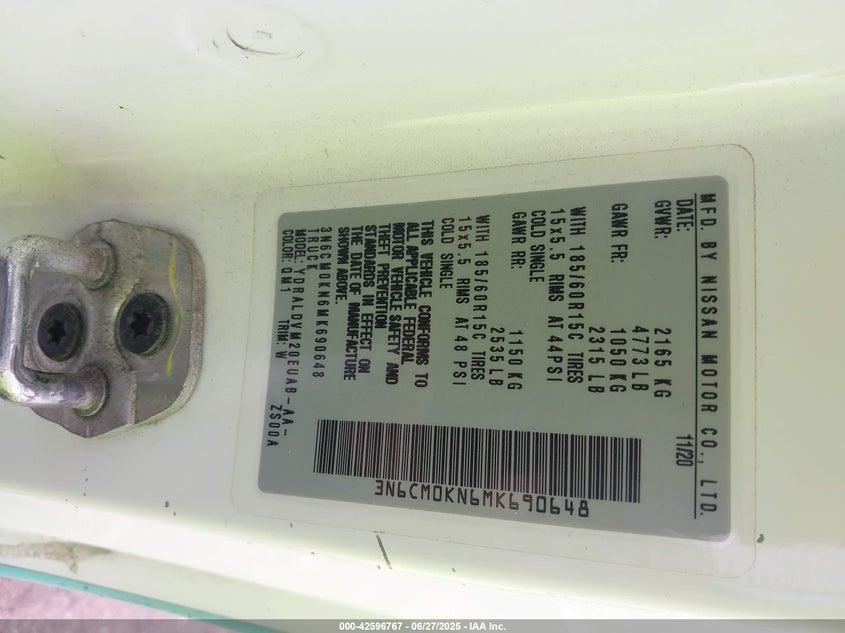 MFD. BY NISSAN MOTOR CO., LTD.
DATE: 11/20
GVWR: 2165 KG
4773 LB
GAWR FR: 1050 KG
2315 LB
WITH 185/60R15C TIRES
15x5.5 RIMS AT 44PSI
COLD SINGLE
GAWR RR: 1150 KG
2535 LB
WITH 185/60R15C TIRES
15x5.5 RIMS AT 48 PSI
COLD SINGLE
THIS VEHICLE CONFORMS TO
ALL APPLICABLE FEDERAL
MOTOR VEHICLE SAFETY AND
THEFT PREVENTION
STANDARDS IN EFFECT ON
THE DATE OF MANUFACTURE
SHOWN ABOVE.
3N6CM0KN6MK690648
TRUCK
MODEL: YDRALDVM20EUAB-AA-
ZS00A
COLOR: QM1 TRIM: W
3N6CM0KN6MK690648
000-42596767 - 06/27/2025 - IAA Inc.